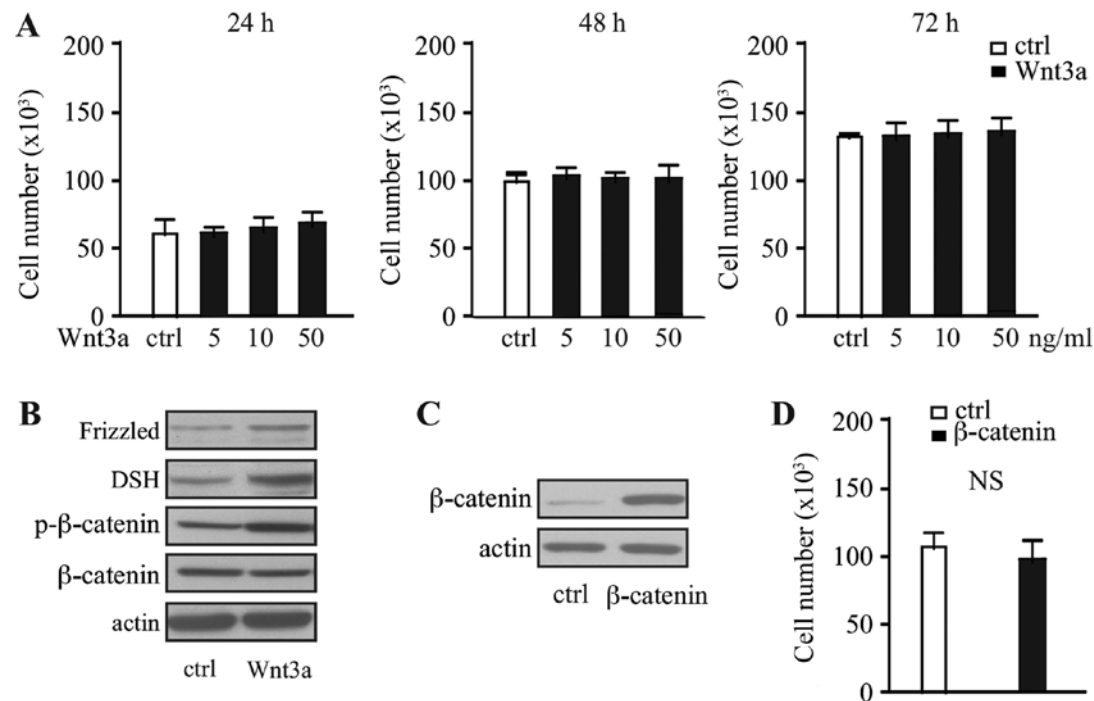 A
24 h
48 h
72 h
ctrl
Wnt3a
Cell number (x10³)
200
150
100
50
0
Wnt3a ctrl 5 10 50
Cell number (x10³)
200
150
100
50
0
ctrl 5 10 50
Cell number (x10³)
200
150
100
50
0
ctrl 5 10 50 ng/ml
B
Frizzled
DSH
p-β-catenin
β-catenin
actin
ctrl Wnt3a
C
β-catenin
actin
ctrl β-catenin
D
ctrl
β-catenin
NS
Cell number (x10³)
200
150
100
50
0